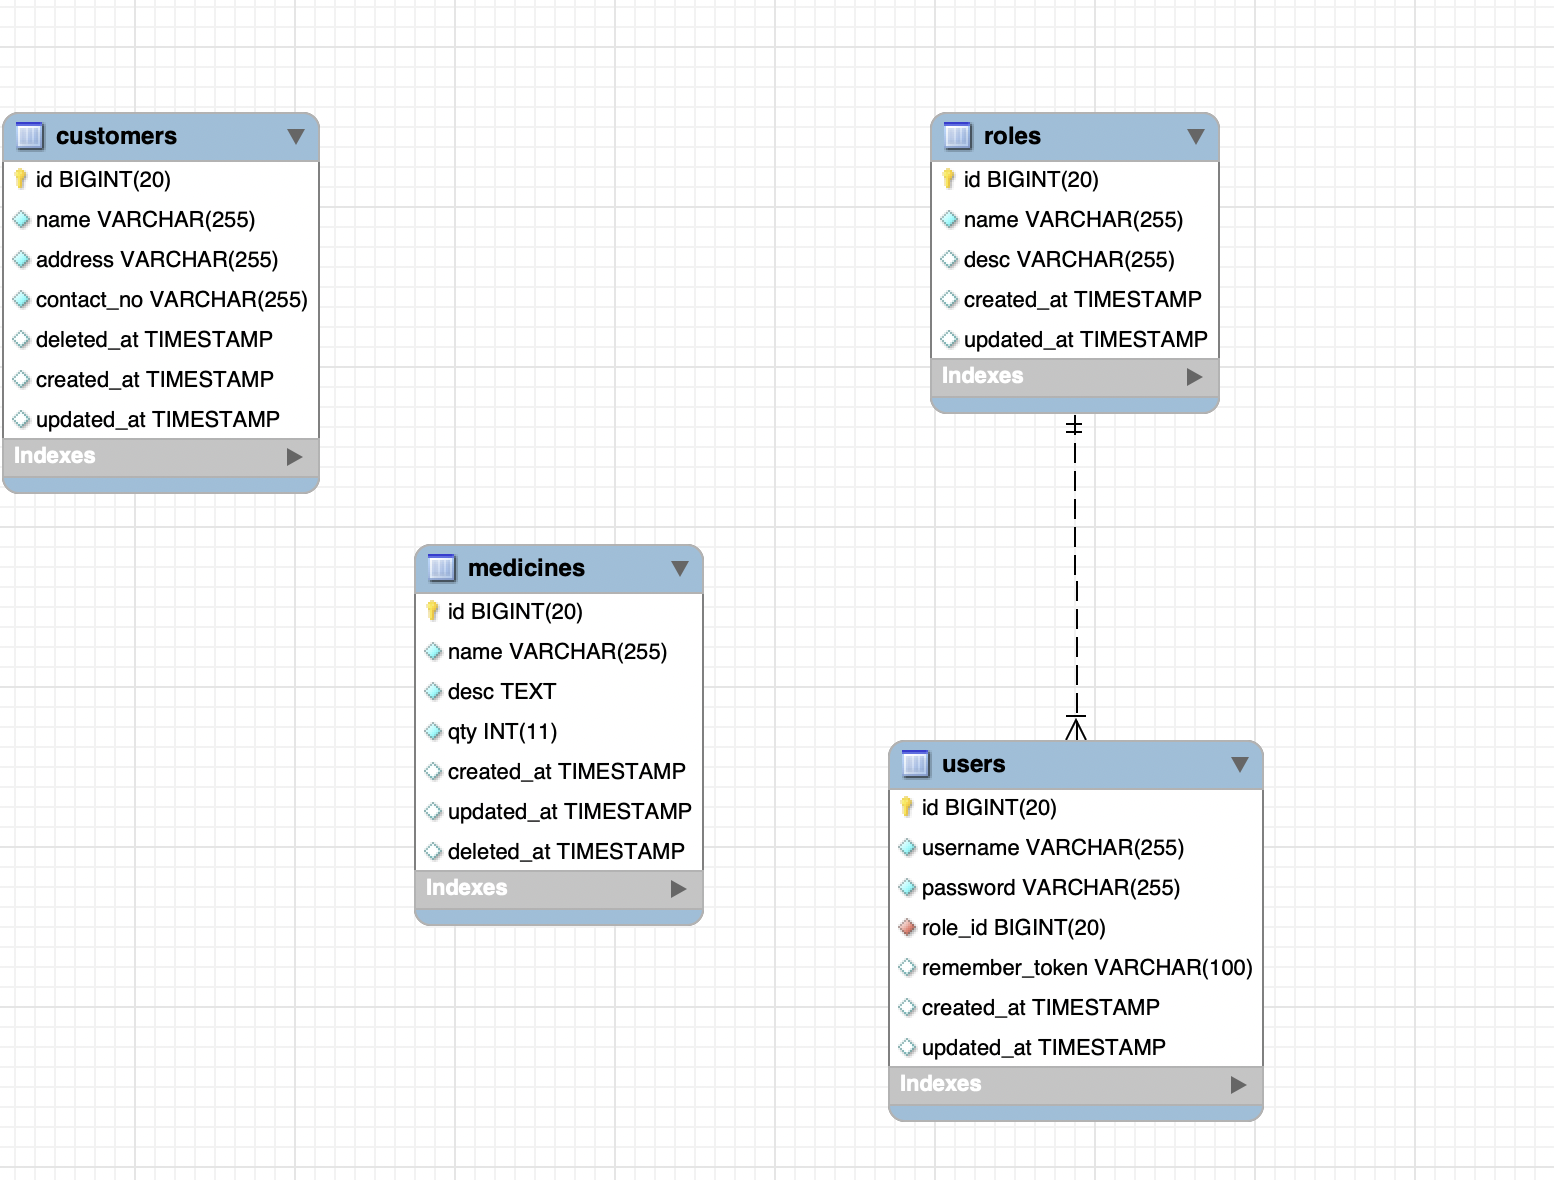 customers
id BIGINT(20)
name VARCHAR(255)
address VARCHAR(255)
contact_no VARCHAR(255)
deleted_at TIMESTAMP
created_at TIMESTAMP
updated_at TIMESTAMP
Indexes
roles
id BIGINT(20)
name VARCHAR(255)
desc VARCHAR(255)
created_at TIMESTAMP
updated_at TIMESTAMP
Indexes
medicines
id BIGINT(20)
name VARCHAR(255)
desc TEXT
qty INT(11)
created_at TIMESTAMP
updated_at TIMESTAMP
deleted_at TIMESTAMP
Indexes
users
id BIGINT(20)
username VARCHAR(255)
password VARCHAR(255)
role_id BIGINT(20)
remember_token VARCHAR(100)
created_at TIMESTAMP
updated_at TIMESTAMP
Indexes